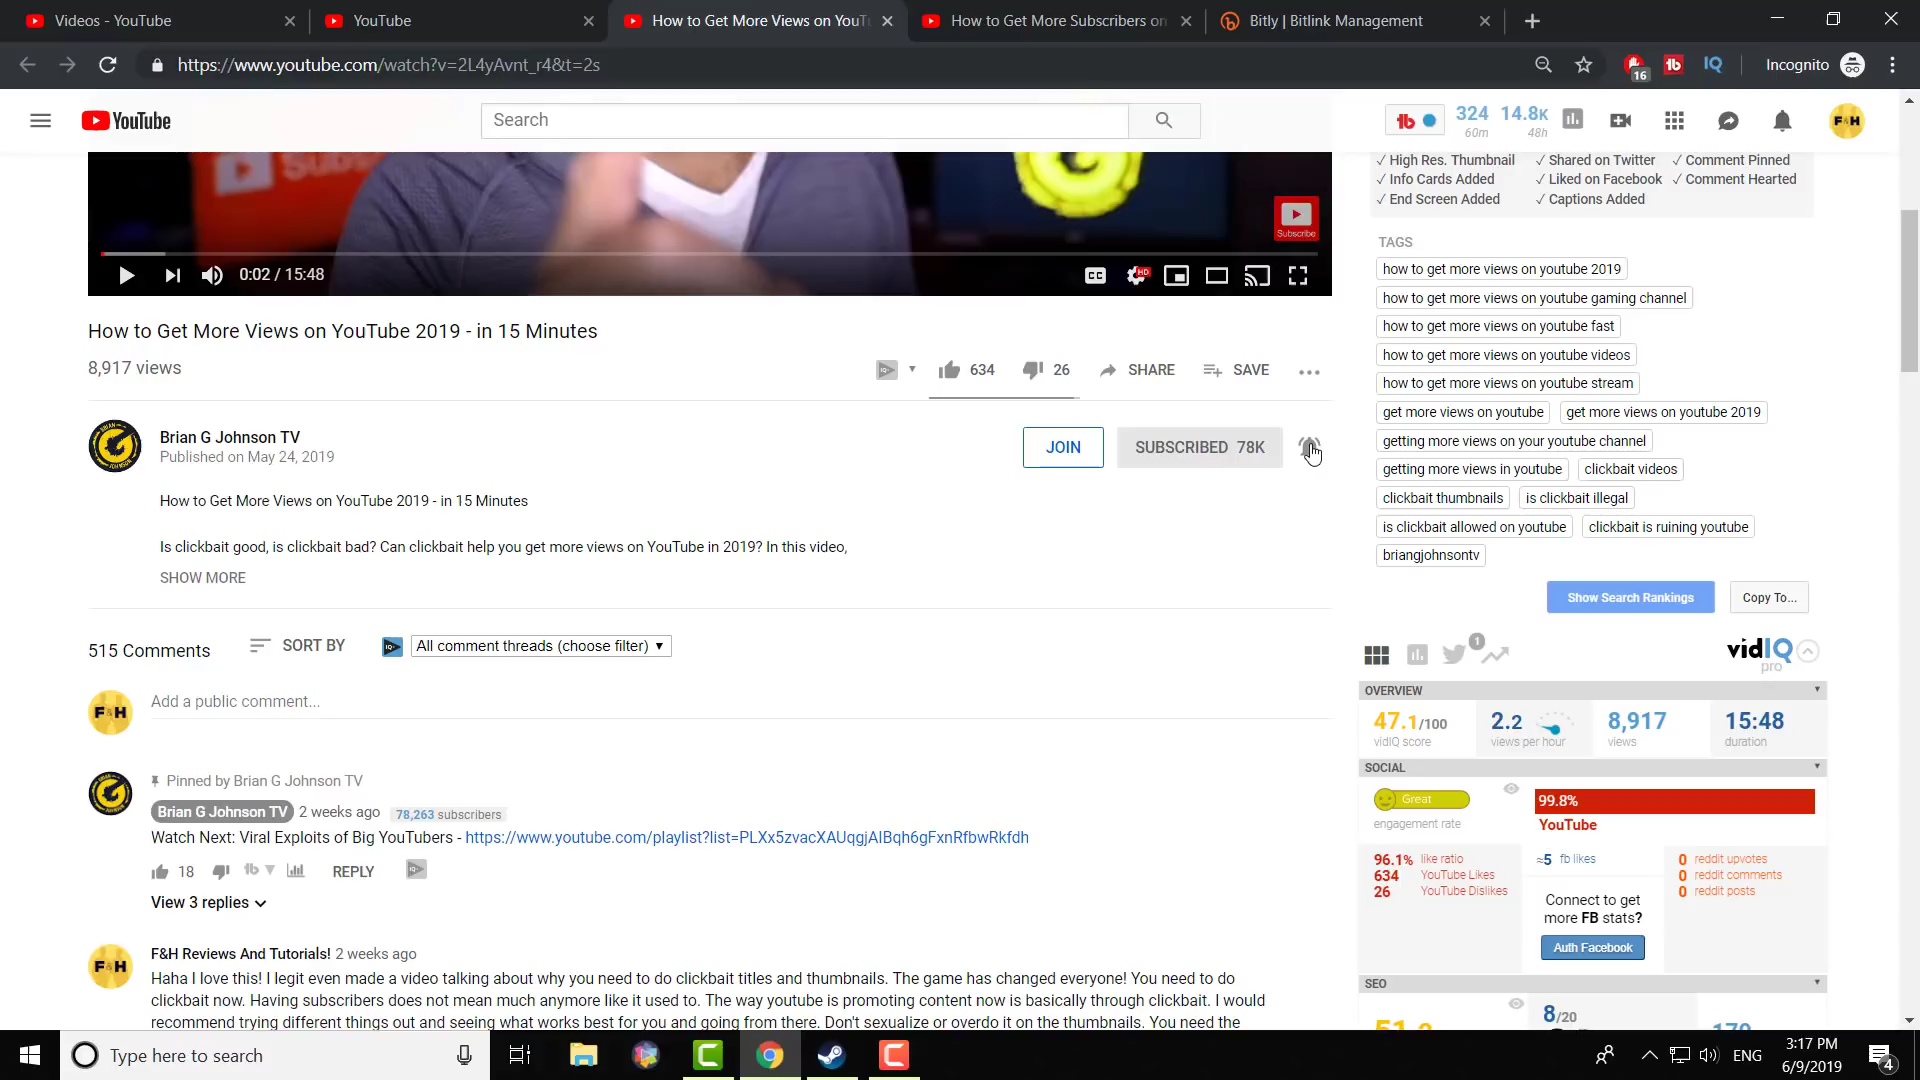 Videos - YouTube
YouTube
How to Get More Views on YouT
How to Get More Subscribers on
Bitly | Bitlink Management
https://www.youtube.com/watch?v=2L4yAvnt_r4&t=2s
16
tb
IQ
Incognito
YouTube
Search
tb
324
60m
14.8K
48h
F&H
Subscribe
0:02 / 15:48
CC
HD
✓ High Res. Thumbnail ✓ Shared on Twitter ✓ Comment Pinned
✓ Info Cards Added ✓ Liked on Facebook ✓ Comment Hearted
✓ End Screen Added ✓ Captions Added
TAGS
how to get more views on youtube 2019
how to get more views on youtube gaming channel
how to get more views on youtube fast
how to get more views on youtube videos
how to get more views on youtube stream
get more views on youtube get more views on youtube 2019
getting more views on your youtube channel
getting more views in youtube clickbait videos
clickbait thumbnails is clickbait illegal
is clickbait allowed on youtube clickbait is ruining youtube
briangjohnsontv
Show Search Rankings Copy To...
How to Get More Views on YouTube 2019 - in 15 Minutes
8,917 views
634 26 SHARE SAVE
Brian G Johnson TV
Published on May 24, 2019
JOIN SUBSCRIBED 78K
How to Get More Views on YouTube 2019 - in 15 Minutes
Is clickbait good, is clickbait bad? Can clickbait help you get more views on YouTube in 2019? In this video,
SHOW MORE
515 Comments SORT BY All comment threads (choose filter)
F&H
Add a public comment...
Pinned by Brian G Johnson TV
Brian G Johnson TV 2 weeks ago 78,263 subscribers
Watch Next: Viral Exploits of Big YouTubers - https://www.youtube.com/playlist?list=PLXx5zvacXAUqgjAIBqh6gFxnRfbwRkfdh
18 tb REPLY
View 3 replies
F&H
F&H Reviews And Tutorials! 2 weeks ago
Haha I love this! I legit even made a video talking about why you need to do clickbait titles and thumbnails. The game has changed everyone! You need to do
clickbait now. Having subscribers does not mean much anymore like it used to. The way youtube is promoting content now is basically through clickbait. I would
recommend trying different things out and seeing what works best for you and going from there. Don't sexualize or overdo it on the thumbnails. You need the
1
vidIQ
pro
OVERVIEW
47.1/100
vidIQ score
2.2
views per hour
8,917
views
15:48
duration
SOCIAL
Great
engagement rate
99.8%
YouTube
96.1% like ratio
634 YouTube Likes
26 YouTube Dislikes
≈5 fb likes
Connect to get
more FB stats?
Auth Facebook
0 reddit upvotes
0 reddit comments
0 reddit posts
SEO
8/20
Type here to search
ENG
3:17 PM
6/9/2019
4